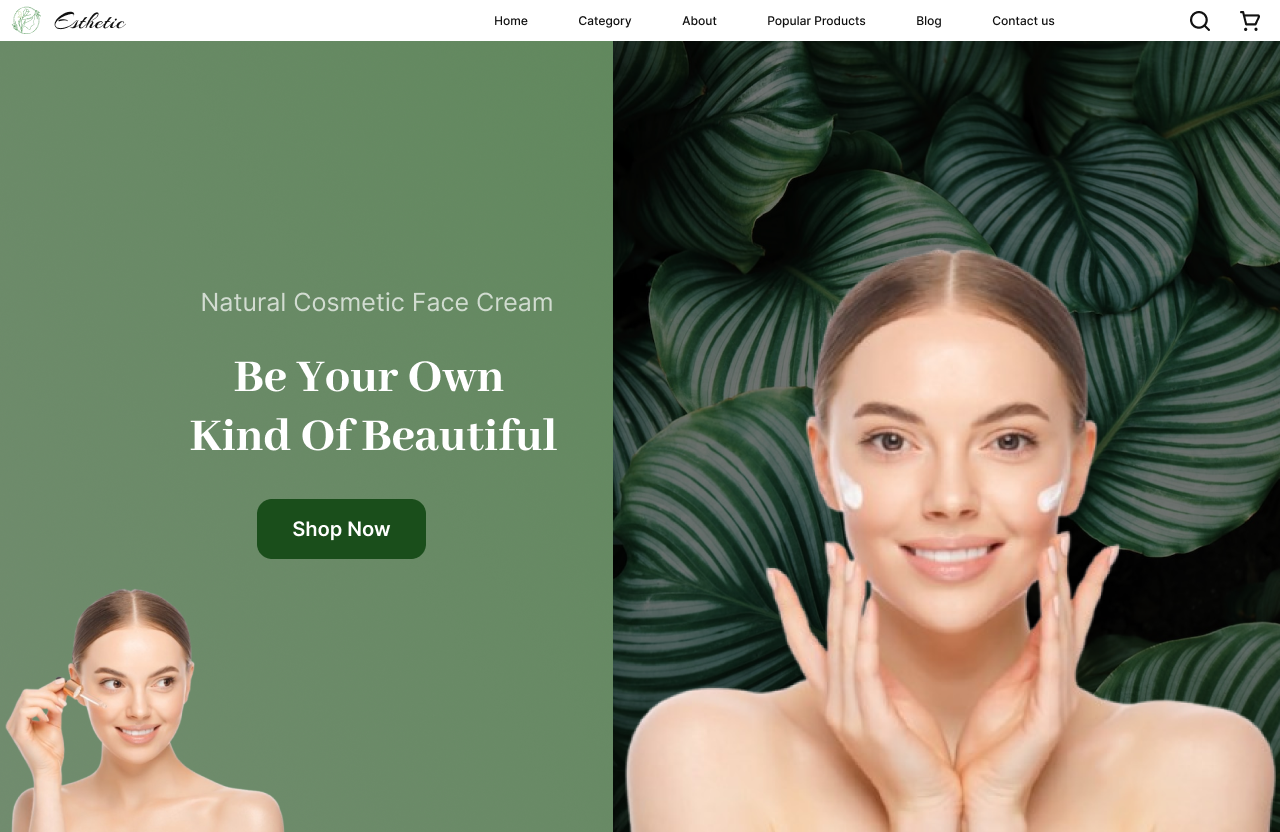 Esthetic
Home Category About Popular Products Blog Contact us
Natural Cosmetic Face Cream
Be Your Own
Kind Of Beautiful
Shop Now